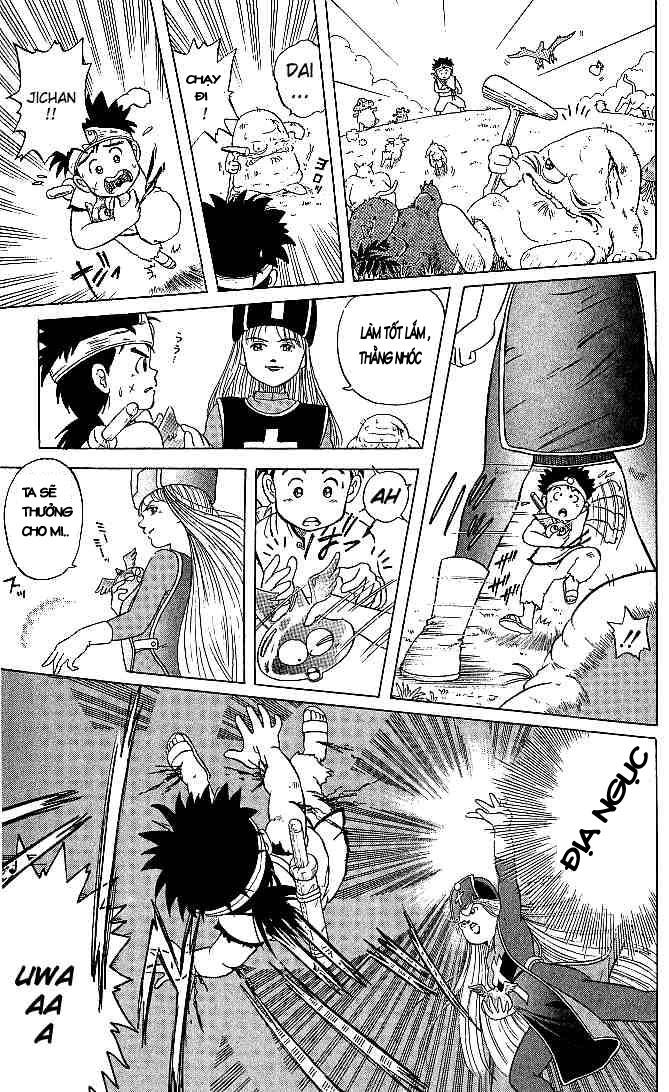 DAI
...
CHẠY
ĐI
!
JICHAN
!!
!!
LÀM TỐT LẮM,
THẰNG NHÓC
AH
TA SẼ
THƯỞNG
CHO MI..
ĐỊA NGỤC
UWA
AA
A